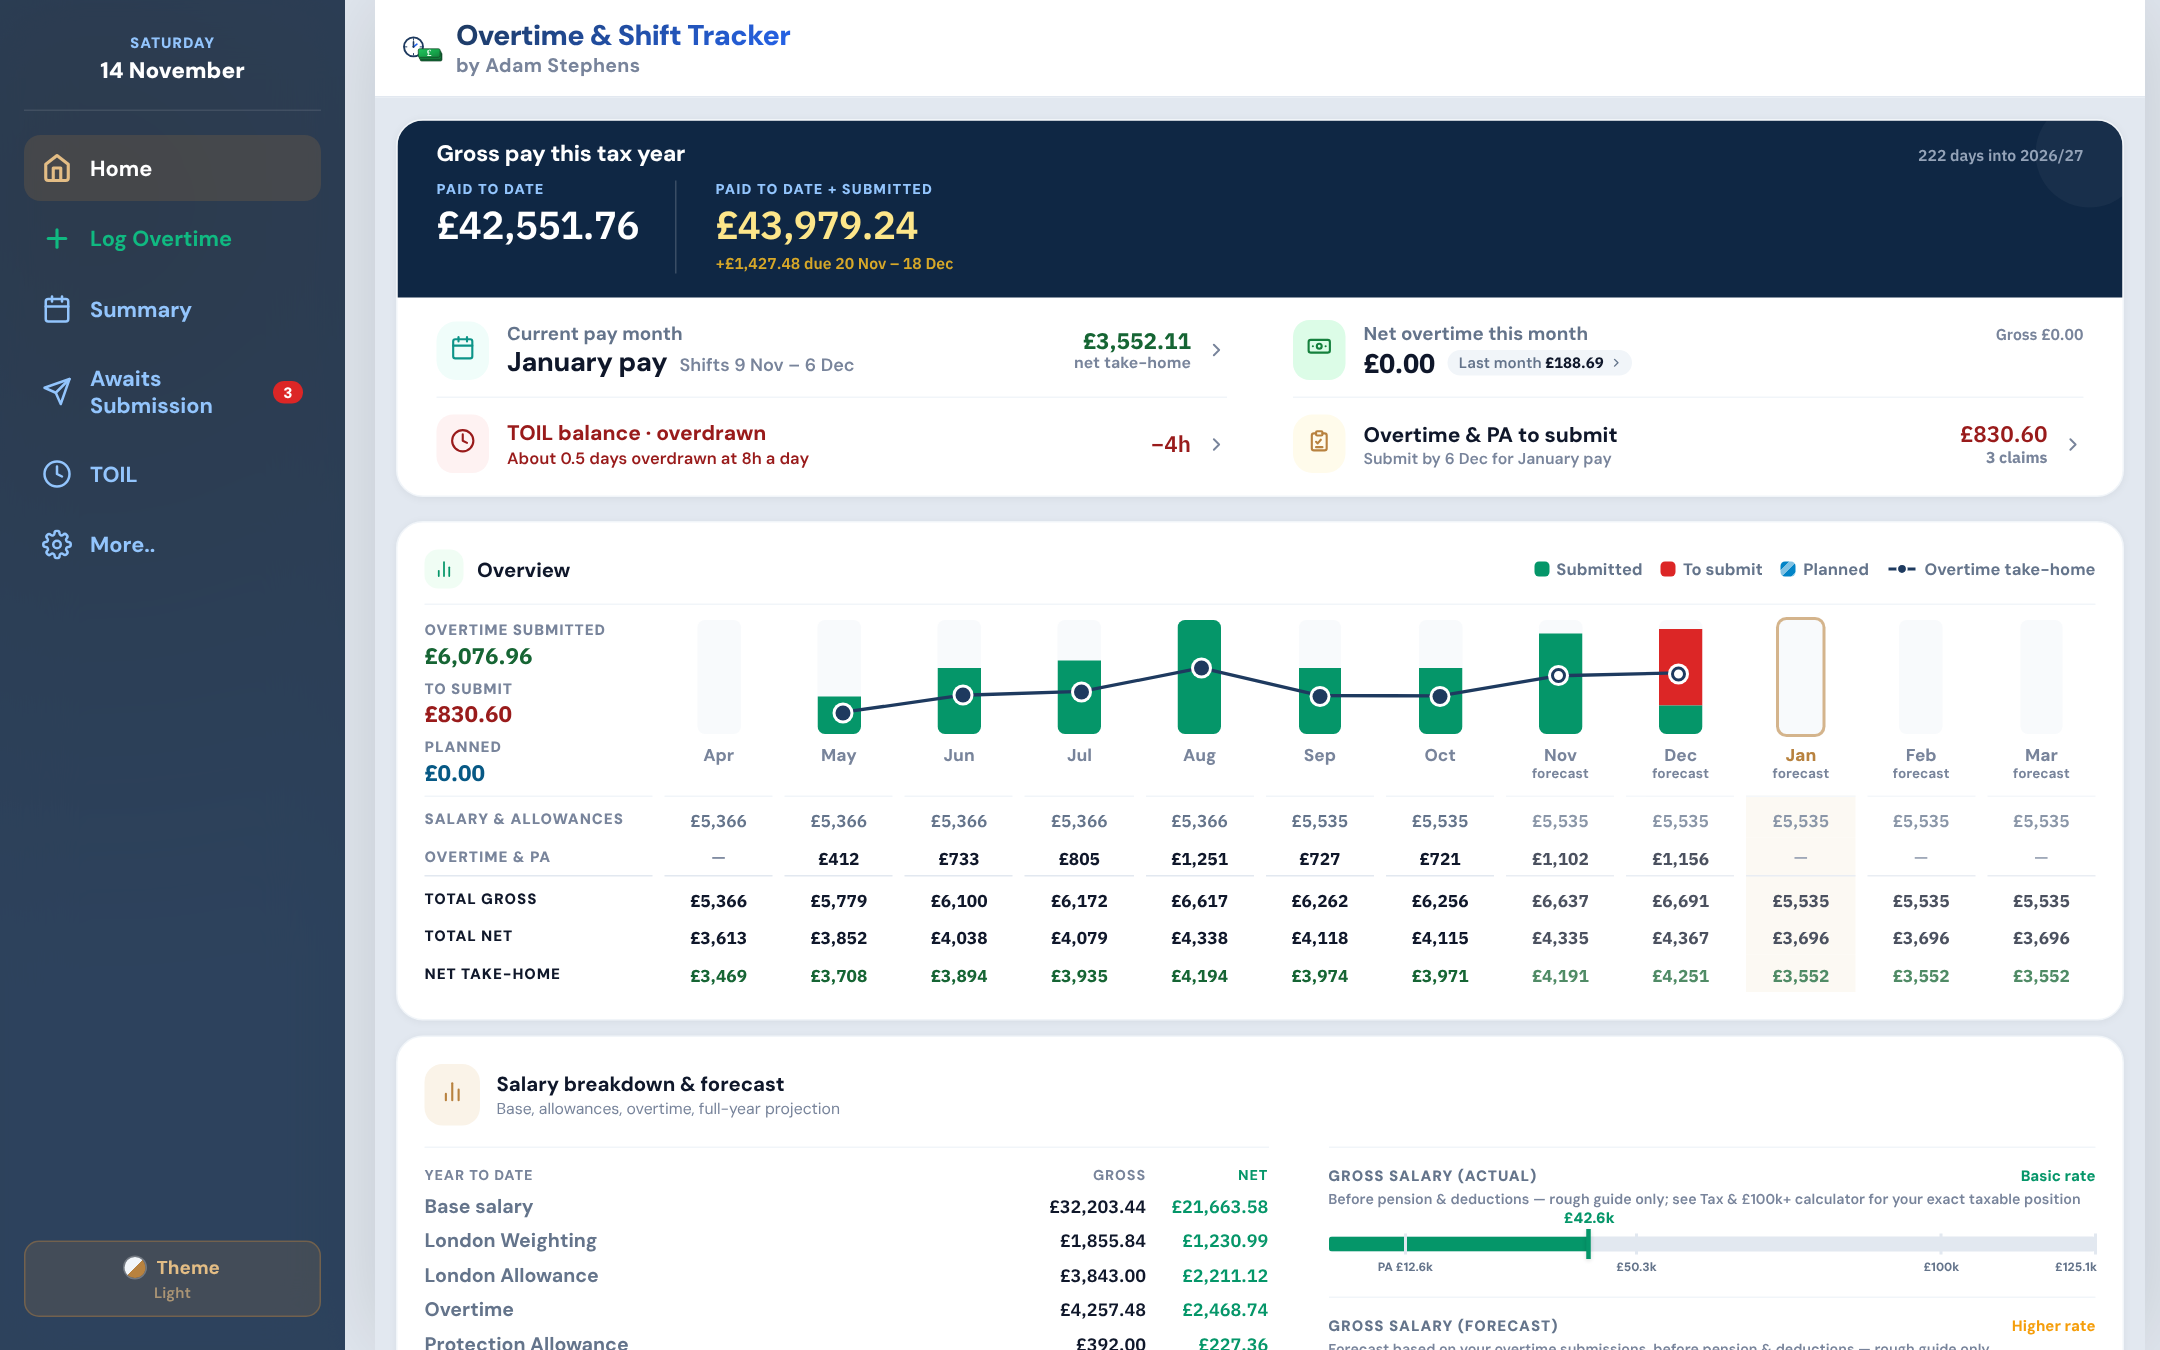 SATURDAY
14 November
Home
Log Overtime
Summary
Awaits
Submission
3
TOIL
More..
Theme
Light
£
Overtime & Shift Tracker
by Adam Stephens
Gross pay this tax year
222 days into 2026/27
PAID TO DATE
£42,551.76
PAID TO DATE + SUBMITTED
£43,979.24
+£1,427.48 due 20 Nov – 18 Dec
Current pay month
January pay Shifts 9 Nov – 6 Dec
£3,552.11
net take-home
Net overtime this month
£0.00 Last month £188.69
Gross £0.00
TOIL balance · overdrawn
About 0.5 days overdrawn at 8h a day
−4h
Overtime & PA to submit
Submit by 6 Dec for January pay
£830.60
3 claims
Overview
Submitted To submit Planned Overtime take-home
OVERTIME SUBMITTED
£6,076.96
TO SUBMIT
£830.60
PLANNED
£0.00
Apr May Jun Jul Aug Sep Oct Nov Dec Jan Feb Mar
forecast forecast forecast forecast forecast
SALARY & ALLOWANCES £5,366 £5,366 £5,366 £5,366 £5,366 £5,535 £5,535 £5,535 £5,535 £5,535 £5,535 £5,535
OVERTIME & PA — £412 £733 £805 £1,251 £727 £721 £1,102 £1,156 — — —
TOTAL GROSS £5,366 £5,779 £6,100 £6,172 £6,617 £6,262 £6,256 £6,637 £6,691 £5,535 £5,535 £5,535
TOTAL NET £3,613 £3,852 £4,038 £4,079 £4,338 £4,118 £4,115 £4,335 £4,367 £3,696 £3,696 £3,696
NET TAKE-HOME £3,469 £3,708 £3,894 £3,935 £4,194 £3,974 £3,971 £4,191 £4,251 £3,552 £3,552 £3,552
Salary breakdown & forecast
Base, allowances, overtime, full-year projection
YEAR TO DATE GROSS NET
Base salary £32,203.44 £21,663.58
London Weighting £1,855.84 £1,230.99
London Allowance £3,843.00 £2,211.12
Overtime £4,257.48 £2,468.74
Protection Allowance £392.00 £227.36
GROSS SALARY (ACTUAL) Basic rate
Before pension & deductions — rough guide only; see Tax & £100k+ calculator for your exact taxable position
£42.6k
PA £12.6k £50.3k £100k £125.1k
GROSS SALARY (FORECAST) Higher rate
Forecast based on your overtime submissions, before pension & deductions — rough guide only